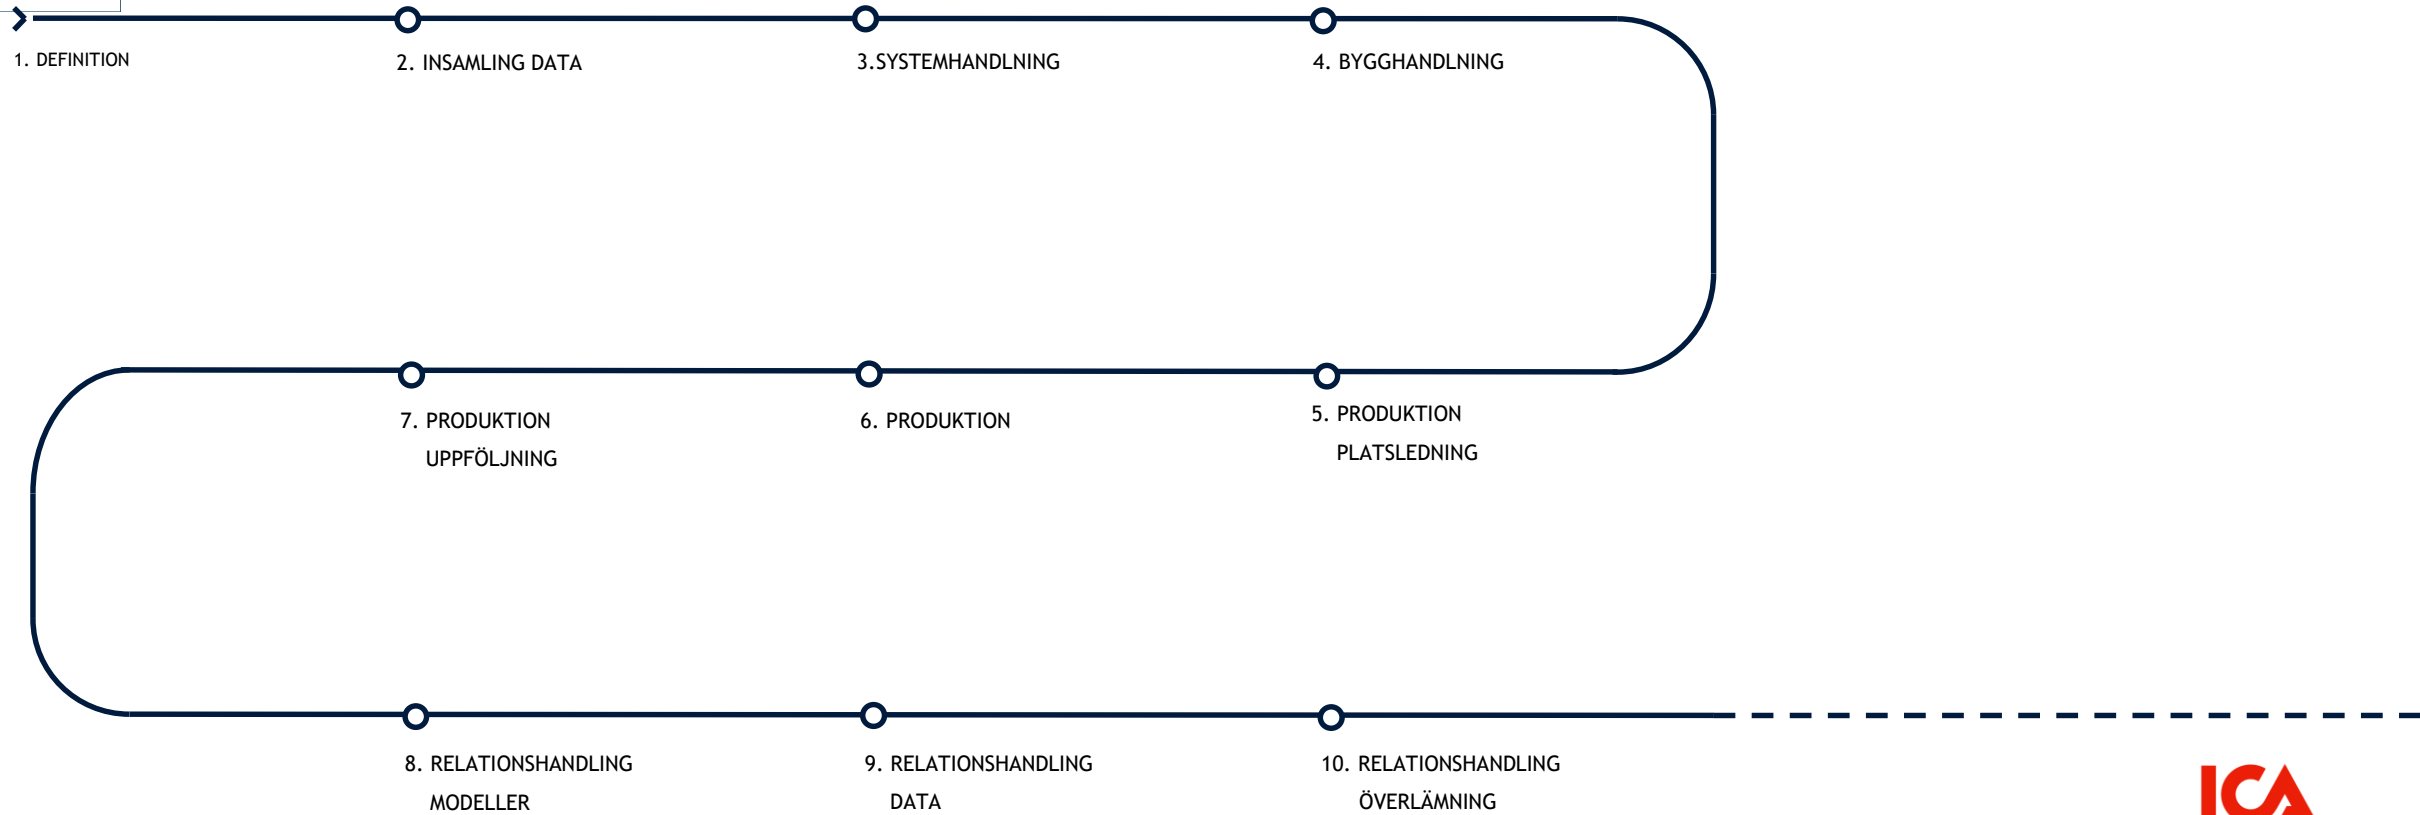 1. DEFINITION
2. INSAMLING DATA
3.SYSTEMHANDLNING
4. BYGGHANDLNING
7. PRODUKTION
UPPFÖLJNING
6. PRODUKTION
5. PRODUKTION
PLATSLEDNING
8. RELATIONSHANDLING
MODELLER
9. RELATIONSHANDLING
DATA
10. RELATIONSHANDLING
ÖVERLÄMNING
ICA